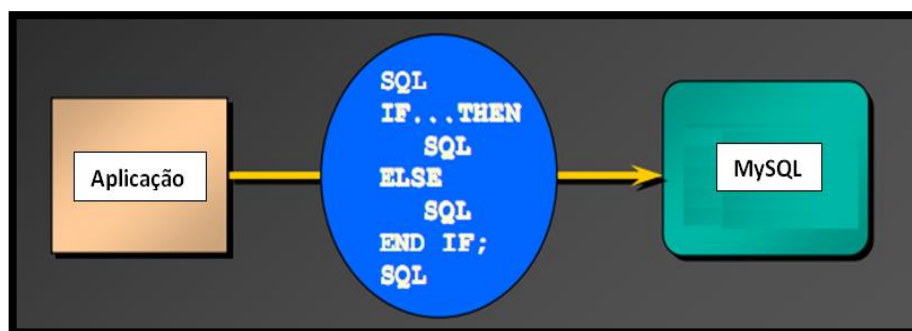 Aplicação
SQL
IF...THEN
SQL
ELSE
SQL
END IF;
SQL
MySQL